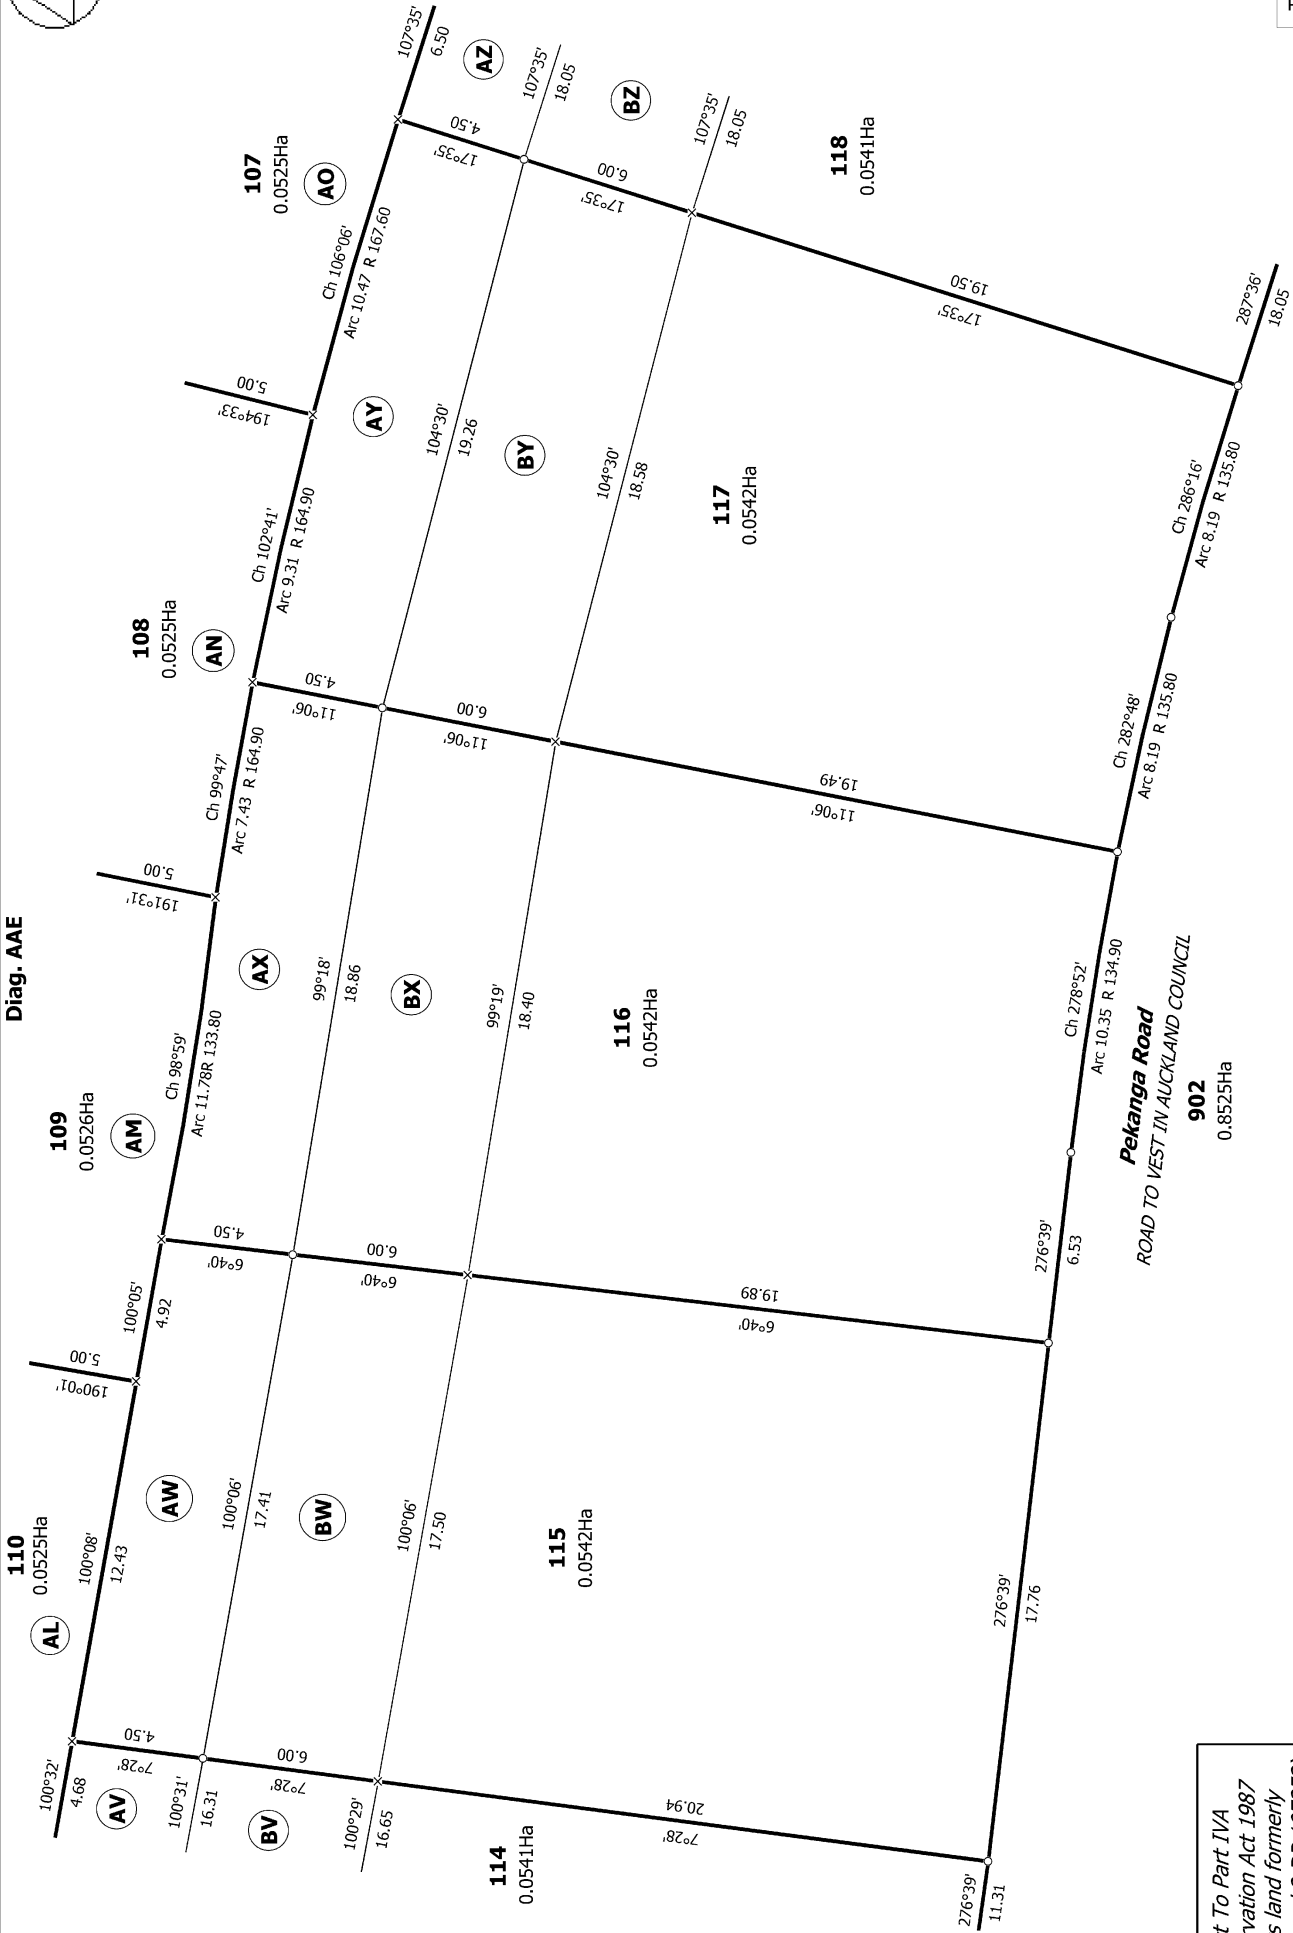 Diag. AAE
110
0.0525Ha
AL
109
0.0526Ha
AM
108
0.0525Ha
AN
107
0.0525Ha
AO
100°32'
4.68
100°08'
12.43
190°01'
5.00
100°05'
4.92
Ch 98°59'
Arc 11.78R 133.80
191°31'
5.00
Ch 99°47'
Arc 7.43 R 164.90
Ch 102°41'
Arc 9.31 R 164.90
194°33'
5.00
Ch 106°06'
Arc 10.47 R 167.60
107°35'
6.50
AV
7°28'
4.50
AW
6°40'
4.50
AX
11°06'
4.50
AY
17°35'
4.50
AZ
100°31'
16.31
100°06'
17.41
99°18'
18.86
104°30'
19.26
107°35'
18.05
BV
7°28'
6.00
BW
6°40'
6.00
BX
11°06'
6.00
BY
17°35'
6.00
BZ
100°29'
16.65
100°06'
17.50
99°19'
18.40
104°30'
18.58
107°35'
18.05
114
0.0541Ha
7°28'
20.94
115
0.0542Ha
6°40'
19.89
116
0.0542Ha
11°06'
19.49
117
0.0542Ha
17°35'
19.50
118
0.0541Ha
276°39'
11.31
276°39'
17.76
276°39'
6.53
Ch 278°52'
Arc 10.35 R 134.90
Ch 282°48'
Arc 8.19 R 135.80
Ch 286°16'
Arc 8.19 R 135.80
287°36'
18.05
Pekanga Road
ROAD TO VEST IN AUCKLAND COUNCIL
902
0.8525Ha
t To Part IVA
rvation Act 1987
s land formerly